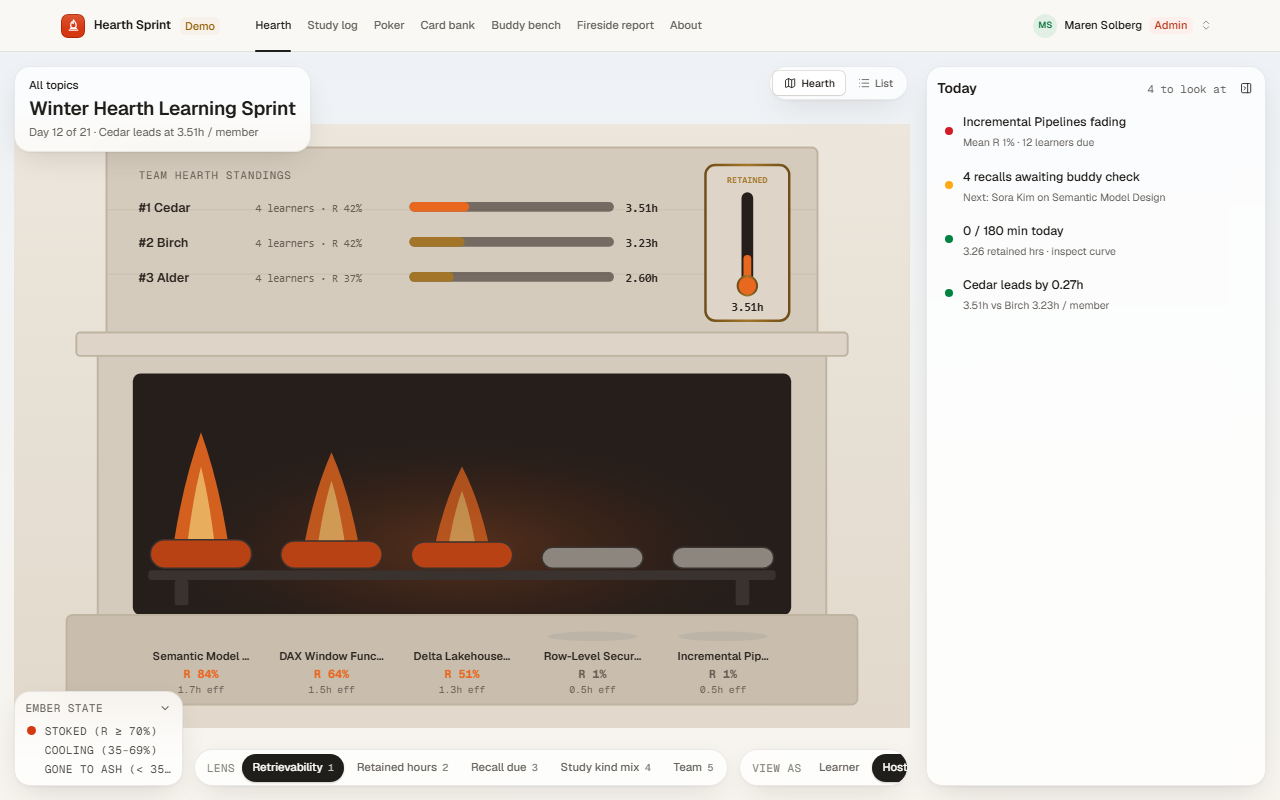 Hearth Sprint Demo Hearth Study log Poker Card bank Buddy bench Fireside report About MS Maren Solberg Admin
All topics
Winter Hearth Learning Sprint
Day 12 of 21 · Cedar leads at 3.51h / member
Hearth List
TEAM HEARTH STANDINGS
#1 Cedar 4 learners · R 42% 3.51h
#2 Birch 4 learners · R 42% 3.23h
#3 Alder 4 learners · R 37% 2.60h
RETAINED
3.51h
Semantic Model … DAX Window Func… Delta Lakehouse… Row-Level Secur… Incremental Pip…
R 84% R 64% R 51% R 1% R 1%
1.7h eff 1.5h eff 1.3h eff 0.5h eff 0.5h eff
EMBER STATE
STOKED (R ≥ 70%)
COOLING (35–69%)
GONE TO ASH (< 35…
LENS Retrievability 1 Retained hours 2 Recall due 3 Study kind mix 4 Team 5
VIEW AS Learner Host
Today 4 to look at
Incremental Pipelines fading
Mean R 1% · 12 learners due
4 recalls awaiting buddy check
Next: Sora Kim on Semantic Model Design
0 / 180 min today
3.26 retained hrs · inspect curve
Cedar leads by 0.27h
3.51h vs Birch 3.23h / member